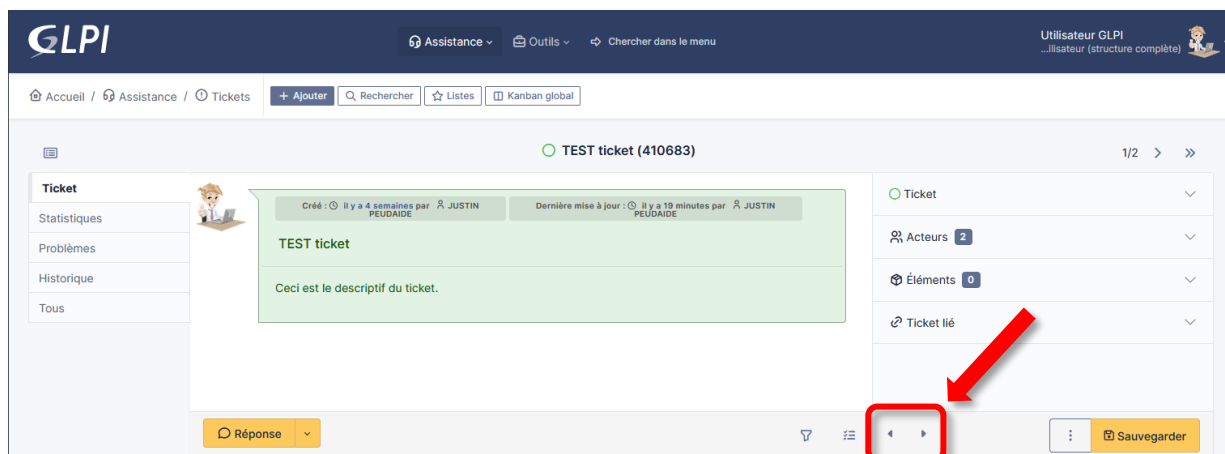 GLPI
Assistance
Outils
Chercher dans le menu
Utilisateur GLPI
...ilisateur (structure complète)
Accueil / Assistance / Tickets
+ Ajouter
Rechercher
Listes
Kanban global
TEST ticket (410683)
1/2
Ticket
Statistiques
Problèmes
Historique
Tous
Créé : il y a 4 semaines par JUSTIN
PEUDAIDE
Dernière mise à jour : il y a 19 minutes par JUSTIN
PEUDAIDE
TEST ticket
Ceci est le descriptif du ticket.
Ticket
Acteurs 2
Éléments 0
Ticket lié
Réponse
Sauvegarder